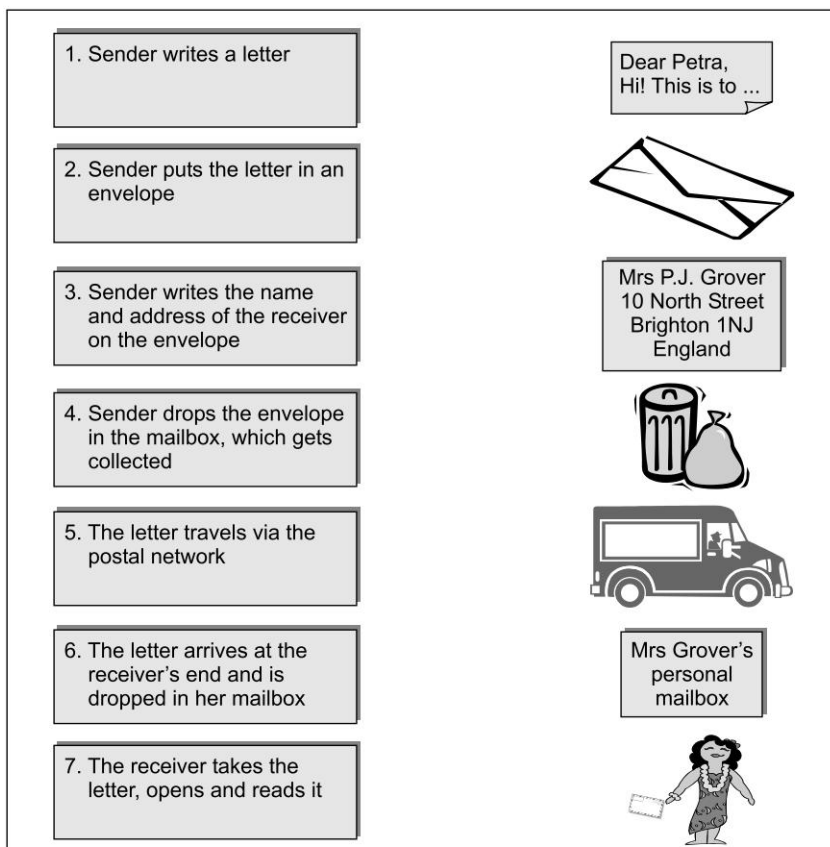 1. Sender writes a letter
Dear Petra,
Hi! This is to ...
2. Sender puts the letter in an
envelope
3. Sender writes the name
and address of the receiver
on the envelope
Mrs P.J. Grover
10 North Street
Brighton 1NJ
England
4. Sender drops the envelope
in the mailbox, which gets
collected
5. The letter travels via the
postal network
6. The letter arrives at the
receiver's end and is
dropped in her mailbox
Mrs Grover's
personal
mailbox
7. The receiver takes the
letter, opens and reads it